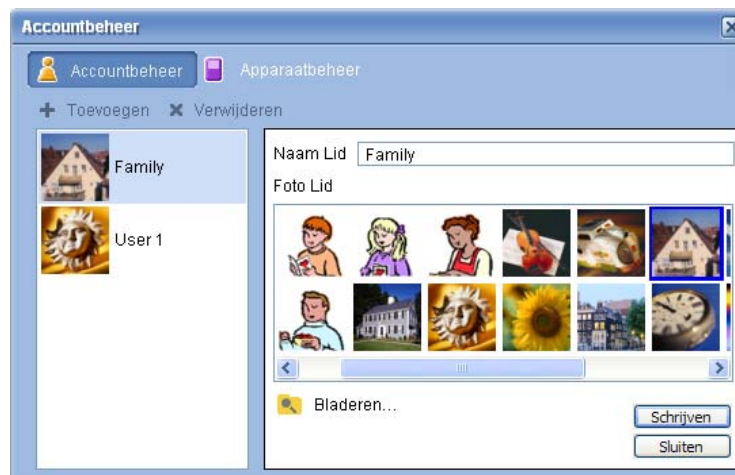 Accountbeheer
Accountbeheer Apparaatbeheer
Toevoegen Verwijderen
Family
User 1
Naam Lid Family
Foto Lid
Bladeren...
Schrijven
Sluiten